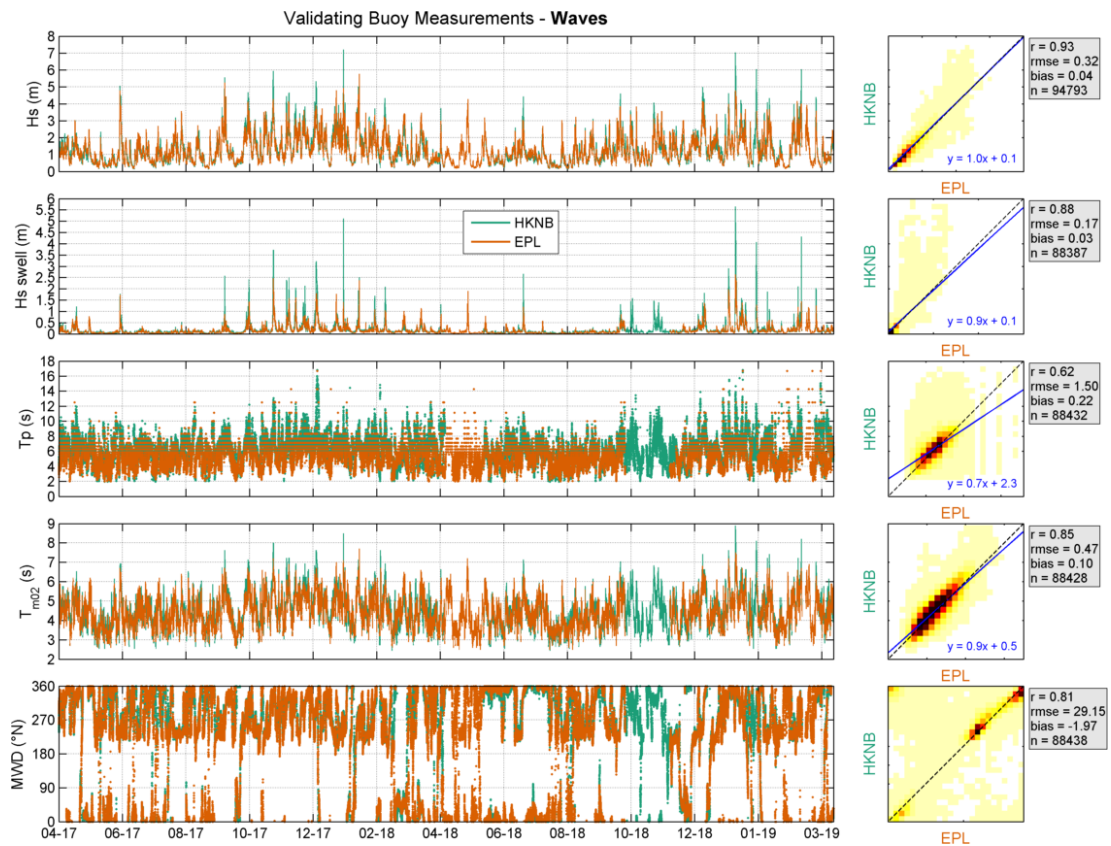 Validating Buoy Measurements - Waves
Hs (m)
8
7
6
5
4
3
2
1
0
HKNB
EPL
y = 1.0x + 0.1
r = 0.93
rmse = 0.32
bias = 0.04
n = 94793
Hs swell (m)
6
5.5
5
4.5
4
3.5
3
2.5
2
1.5
1
0.5
0
HKNB
EPL
HKNB
EPL
y = 0.9x + 0.1
r = 0.88
rmse = 0.17
bias = 0.03
n = 88387
Tp (s)
18
16
14
12
10
8
6
4
2
0
HKNB
EPL
y = 0.7x + 2.3
r = 0.62
rmse = 1.50
bias = 0.22
n = 88432
Tm02 (s)
9
8
7
6
5
4
3
2
HKNB
EPL
y = 0.9x + 0.5
r = 0.85
rmse = 0.47
bias = 0.10
n = 88428
MWD (°N)
360
270
180
90
0
04-17 06-17 08-17 10-17 12-17 02-18 04-18 06-18 08-18 10-18 12-18 01-19 03-19
HKNB
EPL
r = 0.81
rmse = 29.15
bias = -1.97
n = 88438